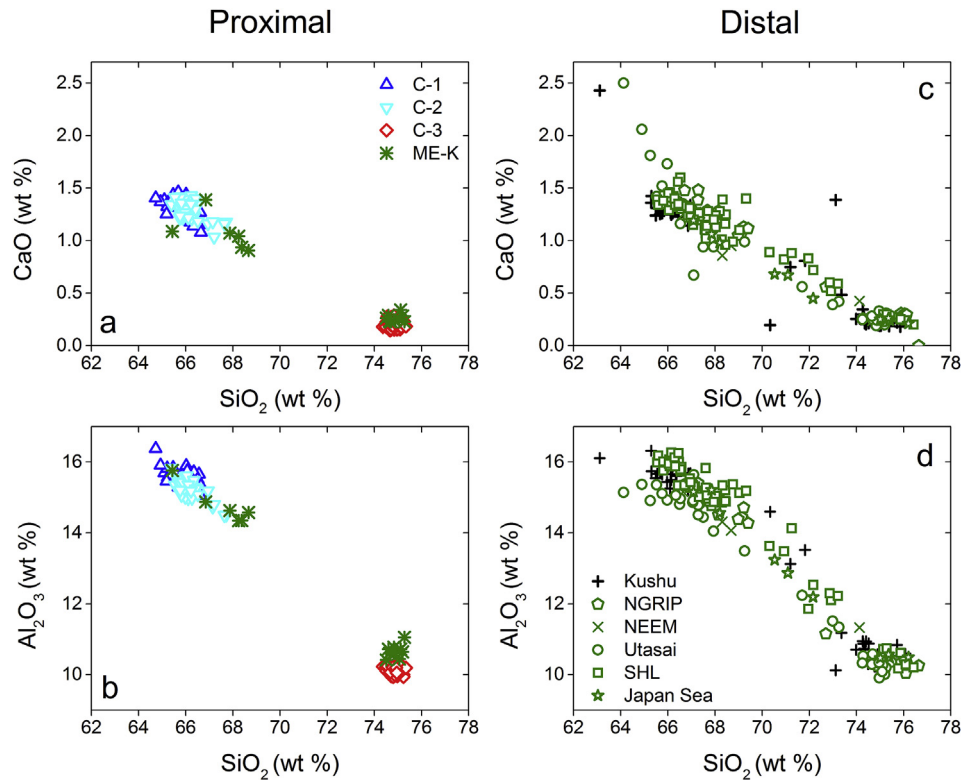 Proximal
Distal
2.5
2.0
1.5
1.0
0.5
0.0
CaO (wt %)
C-1
C-2
C-3
ME-K
a
62 64 66 68 70 72 74 76 78
SiO₂ (wt %)
2.5
2.0
1.5
1.0
0.5
0.0
CaO (wt %)
c
62 64 66 68 70 72 74 76 78
SiO₂ (wt %)
16
14
12
10
Al₂O₃ (wt %)
b
62 64 66 68 70 72 74 76 78
SiO₂ (wt %)
16
14
12
10
Al₂O₃ (wt %)
d
Kushu
NGRIP
NEEM
Utasai
SHL
Japan Sea
62 64 66 68 70 72 74 76 78
SiO₂ (wt %)